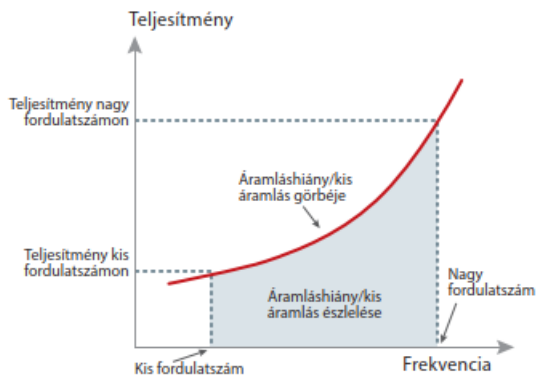 Teljesítmény
Teljesítmény nagy
fordulatszámon
Áramláshiány/kis
áramlás görbéje
Teljesítmény kis
fordulatszámon
Áramláshiány/kis
áramlás észlelése
Nagy
fordulatszám
Kis fordulatszám
Frekvencia